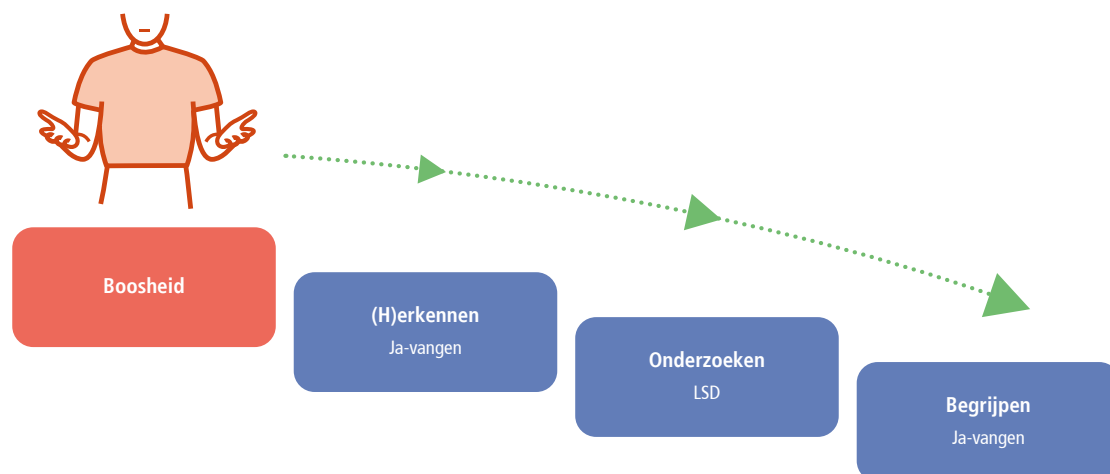 Boosheid
(H)erkennen
Ja-vangen
Onderzoeken
LSD
Begrijpen
Ja-vangen